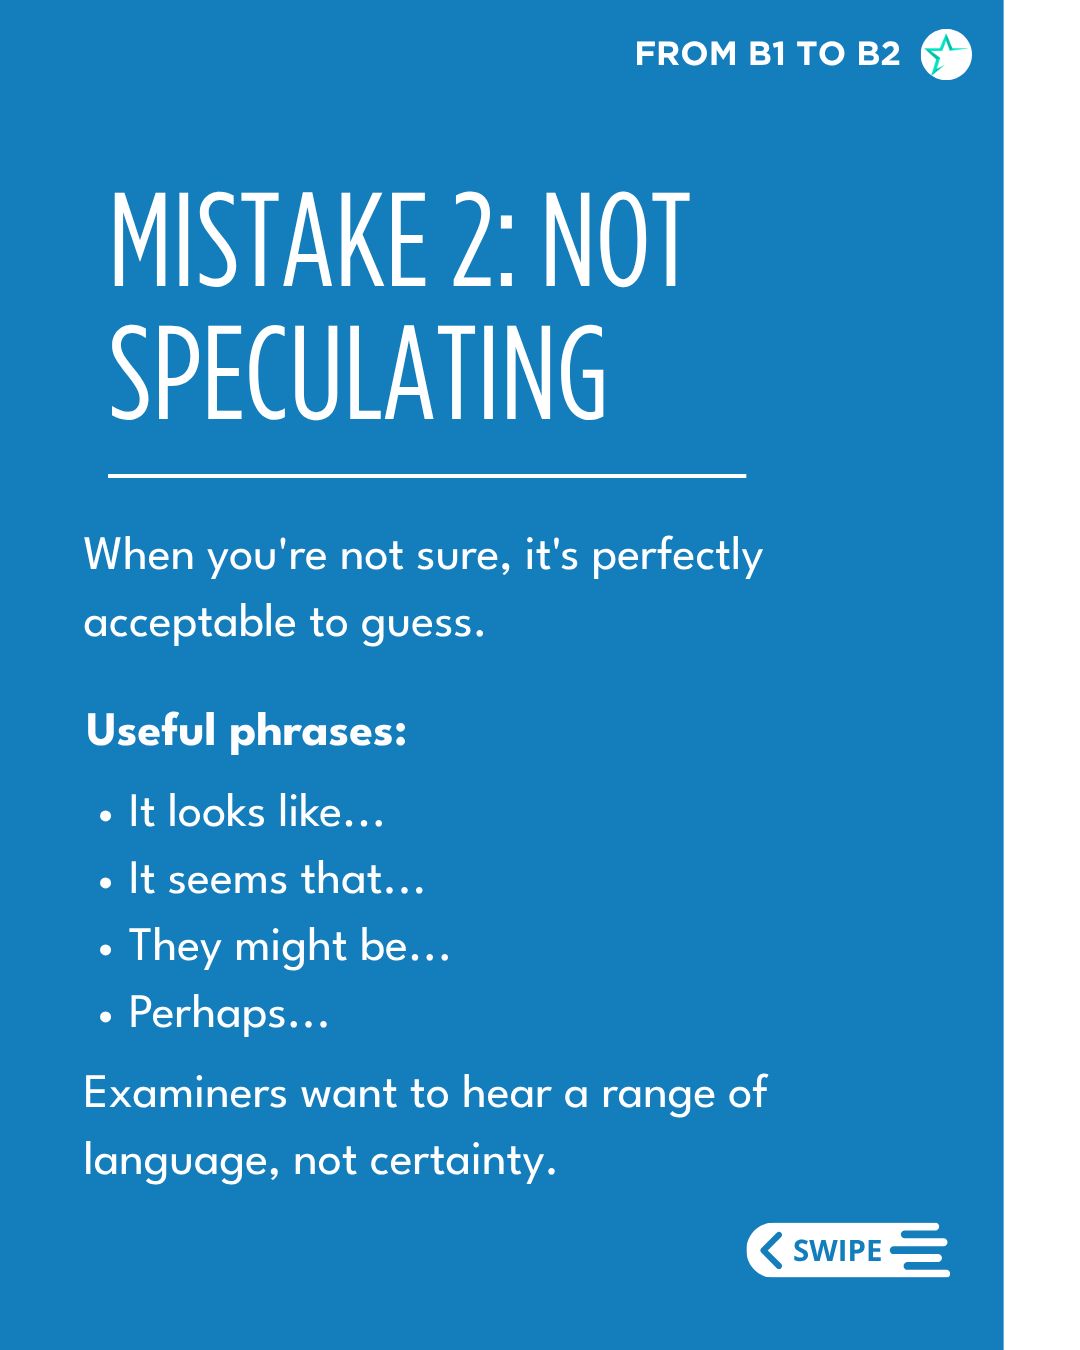 FROM B1 TO B2
MISTAKE 2: NOT
SPECULATING
When you're not sure, it's perfectly
acceptable to guess.
Useful phrases:
• It looks like...
• It seems that...
• They might be...
• Perhaps...
Examiners want to hear a range of
language, not certainty.
SWIPE